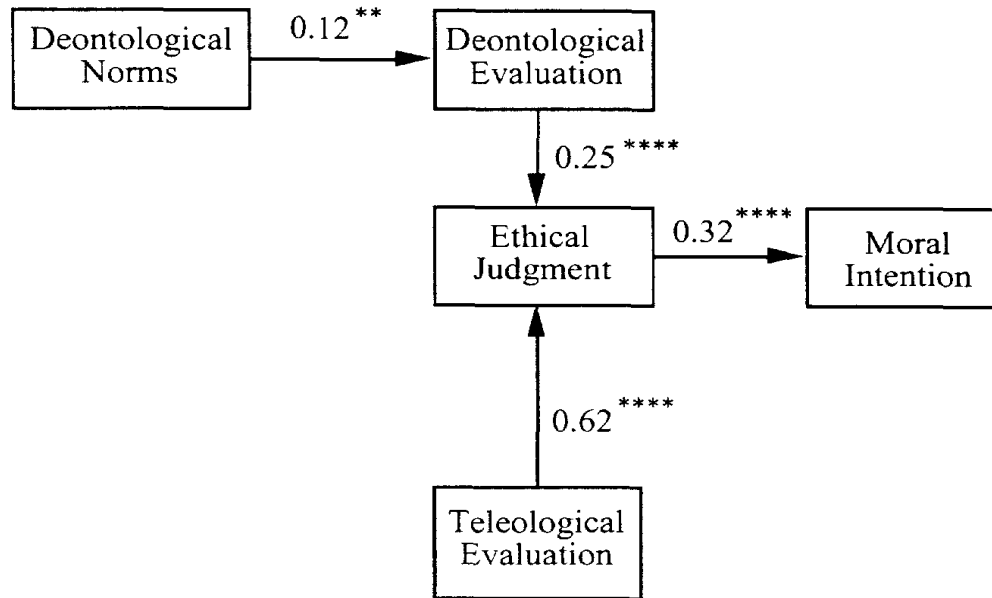 Deontological
Norms
0.12**
Deontological
Evaluation
0.25****
Ethical
Judgment
0.32****
Moral
Intention
0.62****
Teleological
Evaluation